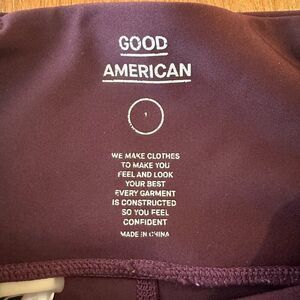 GOOD
AMERICAN
1
WE MAKE CLOTHES
TO MAKE YOU
FEEL AND LOOK
YOUR BEST
EVERY GARMENT
IS CONSTRUCTED
SO YOU FEEL
CONFIDENT
MADE IN CHINA